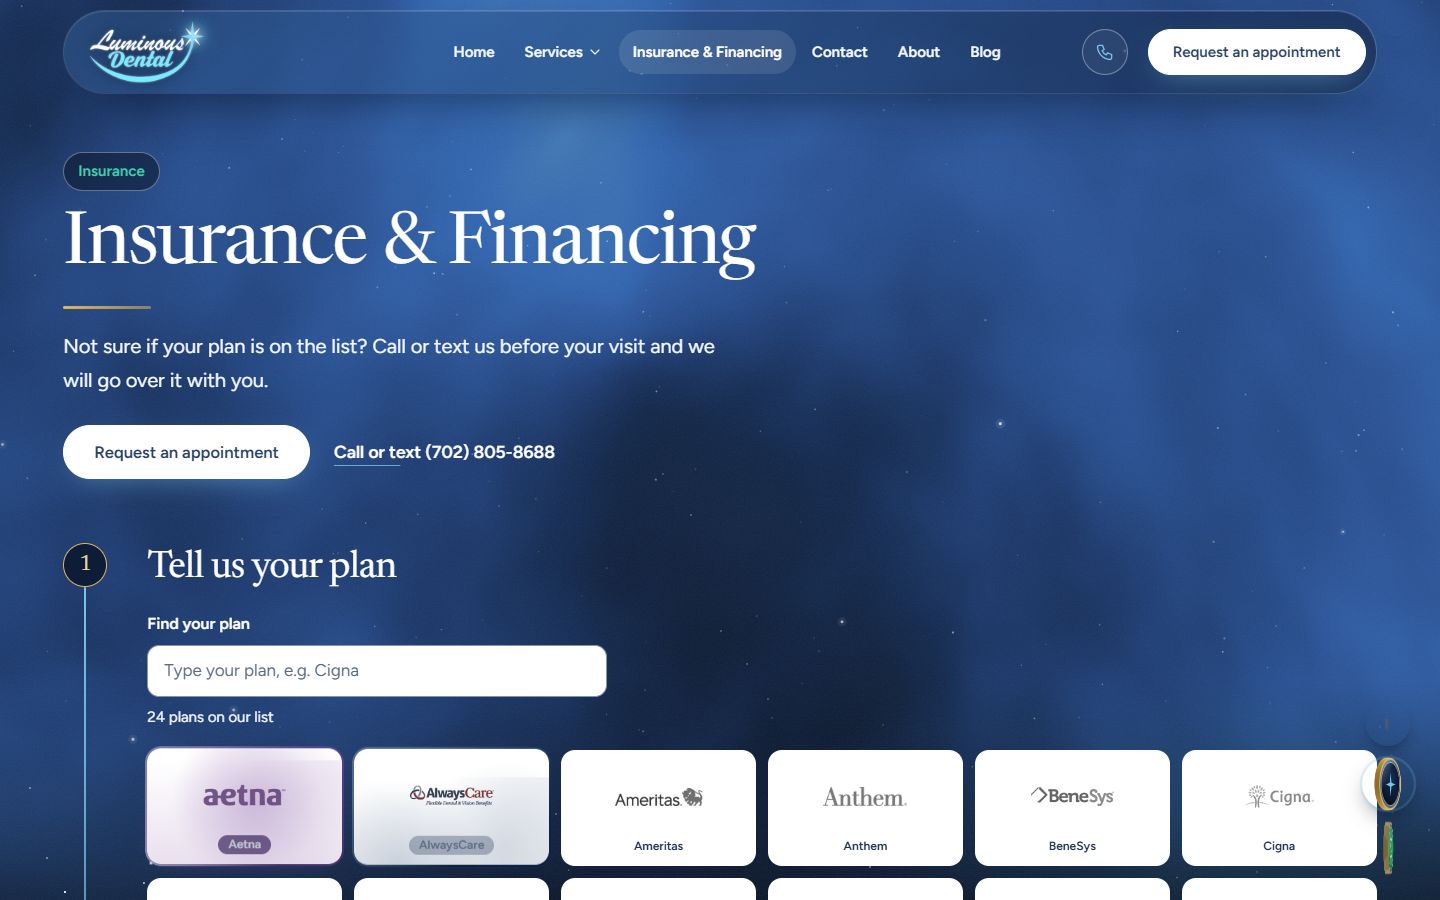 Luminous
Dental
Home
Services
Insurance & Financing
Contact
About
Blog
Request an appointment
Insurance
Insurance & Financing
Not sure if your plan is on the list? Call or text us before your visit and we
will go over it with you.
Request an appointment
Call or text (702) 805-8688
1
Tell us your plan
Find your plan
Type your plan, e.g. Cigna
24 plans on our list
aetna
AlwaysCare
Flexible Dental & Vision Benefits
Ameritas
Anthem
BeneSys
Cigna
Aetna
AlwaysCare
Ameritas
Anthem
BeneSys
Cigna